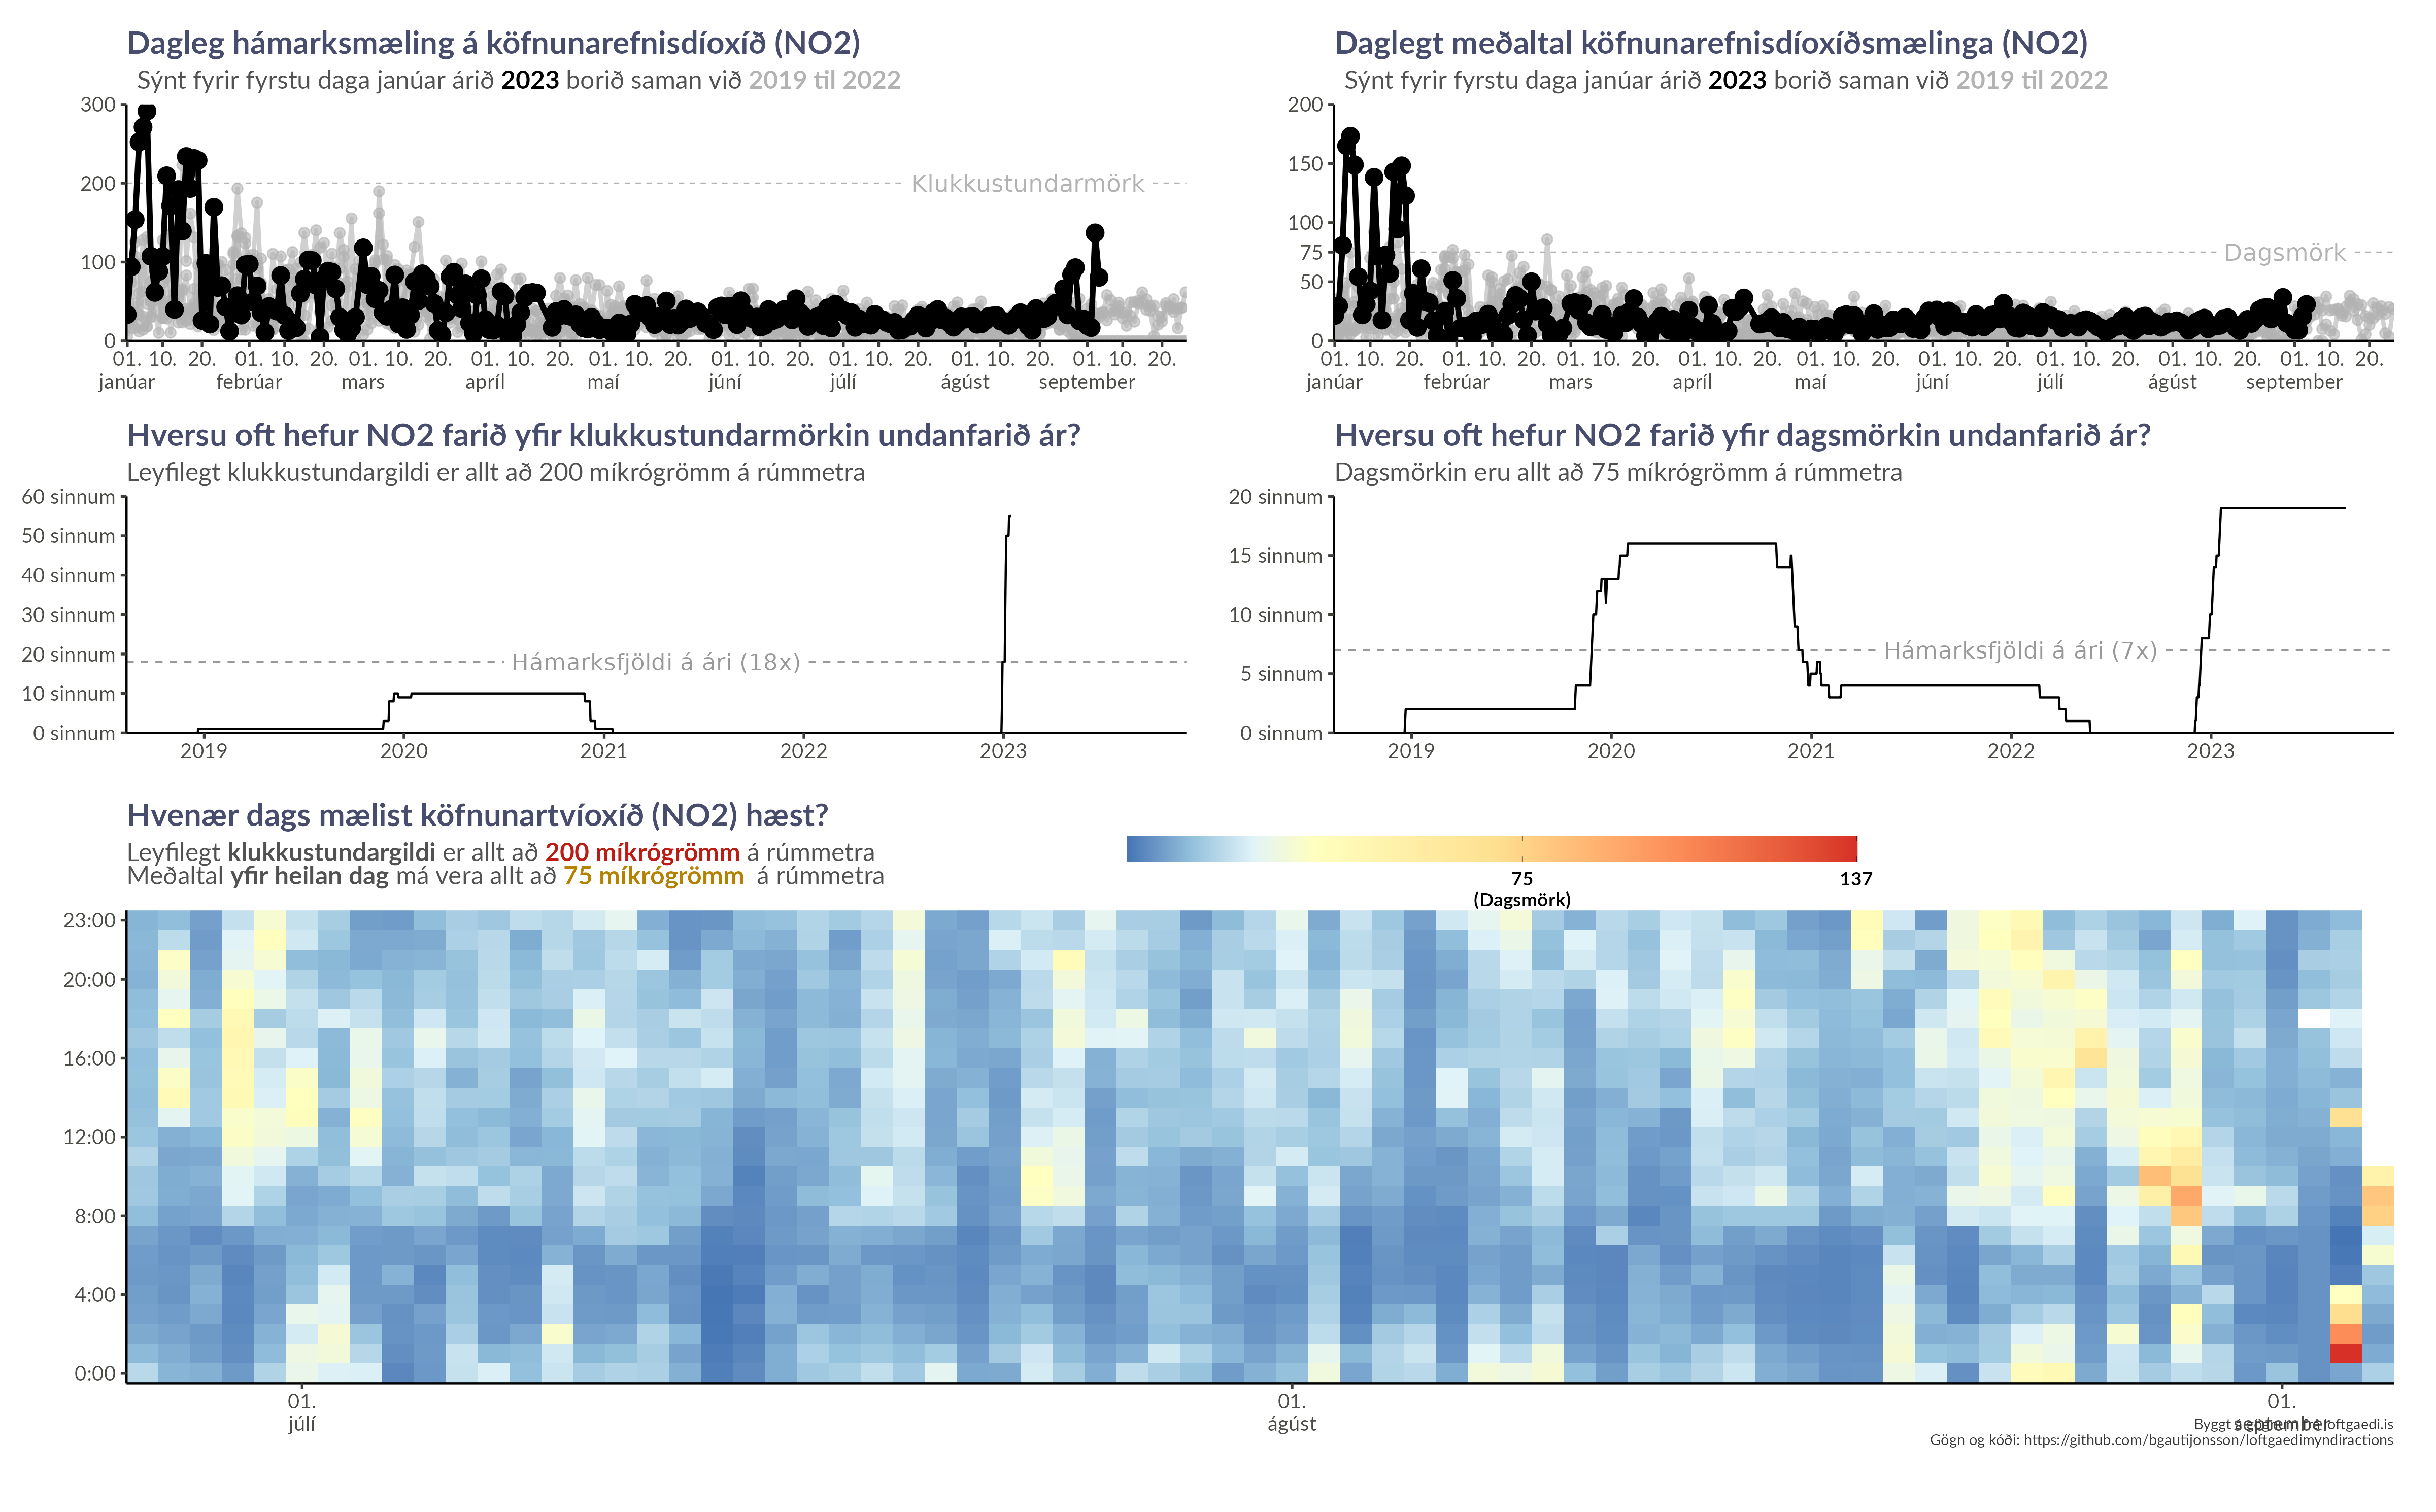 Dagleg hámarksmæling á köfnunarefnisdíoxíð (NO2)
Sýnt fyrir fyrstu daga janúar árið 2023 borið saman við 2019 til 2022
300
200
100
0
Klukkustundarmörk
01. 10. 20. 01. 10. 20. 01. 10. 20. 01. 10. 20. 01. 10. 20. 01. 10. 20. 01. 10. 20. 01. 10. 20. 01. 10. 20.
janúar febrúar mars apríl maí júní júlí ágúst september
Daglegt meðaltal köfnunarefnisdíoxíðsmælinga (NO2)
Sýnt fyrir fyrstu daga janúar árið 2023 borið saman við 2019 til 2022
200
150
100
75
50
0
Dagsmörk
01. 10. 20. 01. 10. 20. 01. 10. 20. 01. 10. 20. 01. 10. 20. 01. 10. 20. 01. 10. 20. 01. 10. 20. 01. 10. 20.
janúar febrúar mars apríl maí júní júlí ágúst september
Hversu oft hefur NO2 farið yfir klukkustundarmörkin undanfarið ár?
Leyfilegt klukkustundargildi er allt að 200 míkrógrömm á rúmmetra
60 sinnum
50 sinnum
40 sinnum
30 sinnum
20 sinnum
10 sinnum
0 sinnum
Hámarksfjöldi á ári (18x)
2019 2020 2021 2022 2023
Hversu oft hefur NO2 farið yfir dagsmörkin undanfarið ár?
Dagsmörkin eru allt að 75 míkrógrömm á rúmmetra
20 sinnum
15 sinnum
10 sinnum
5 sinnum
0 sinnum
Hámarksfjöldi á ári (7x)
2019 2020 2021 2022 2023
Hvenær dags mælist köfnunartvíoxíð (NO2) hæst?
Leyfilegt klukkustundargildi er allt að 200 míkrógrömm á rúmmetra
Meðaltal yfir heilan dag má vera allt að 75 míkrógrömm á rúmmetra
75 137
(Dagsmörk)
23:00
20:00
16:00
12:00
8:00
4:00
0:00
01. 01. 01.
júlí ágúst september
Byggt á gögnum frá loftgaedi.is
Gögn og kóði: https://github.com/bgautijonsson/loftgaedimyndiractions